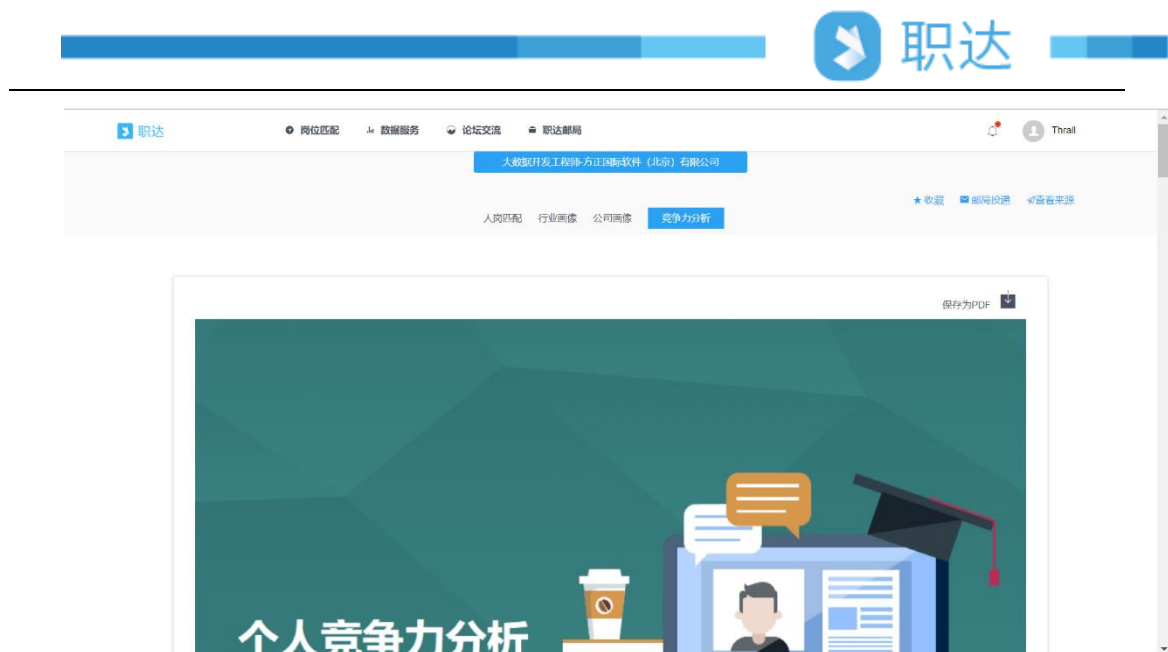 职达
职达 岗位匹配 数据服务 论坛交流 职达邮局 Thrall
大数据开发工程师-方正国际软件（北京）有限公司
收藏 邮局投递 查看来源
人岗匹配 行业画像 公司画像 竞争力分析
保存为PDF
个人竞争力分析